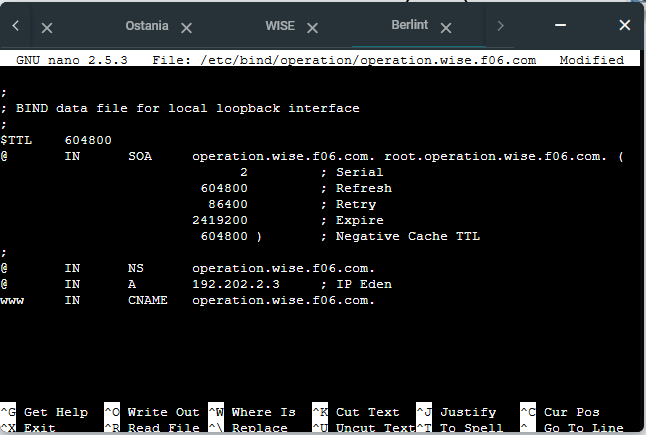 Ostania WISE Berlint
GNU nano 2.5.3 File: /etc/bind/operation/operation.wise.f06.com Modified
;
; BIND data file for local loopback interface
;
$TTL 604800
@ IN SOA operation.wise.f06.com. root.operation.wise.f06.com. (
2 ; Serial
604800 ; Refresh
86400 ; Retry
2419200 ; Expire
604800 ) ; Negative Cache TTL
;
@ IN NS operation.wise.f06.com.
@ IN A 192.202.2.3 ; IP Eden
www IN CNAME operation.wise.f06.com.
^G Get Help ^O Write Out ^W Where Is ^K Cut Text ^J Justify ^C Cur Pos
^X Exit ^R Read File ^\ Replace ^U Uncut Text ^T To Spell ^_ Go To Line